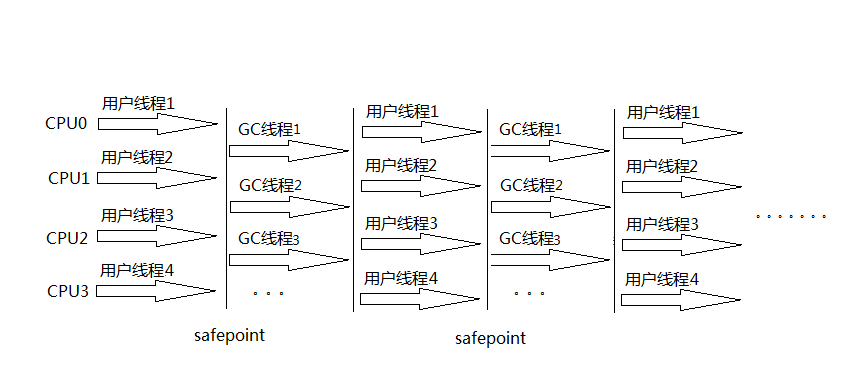 用户线程1
用户线程1
用户线程1
CPU0
GC线程1
GC线程1
用户线程2
用户线程2
用户线程2
CPU1
GC线程2
GC线程2
.......
用户线程3
用户线程3
用户线程3
CPU2
GC线程3
GC线程3
用户线程4
用户线程4
用户线程4
CPU3
...
...
safepoint
safepoint